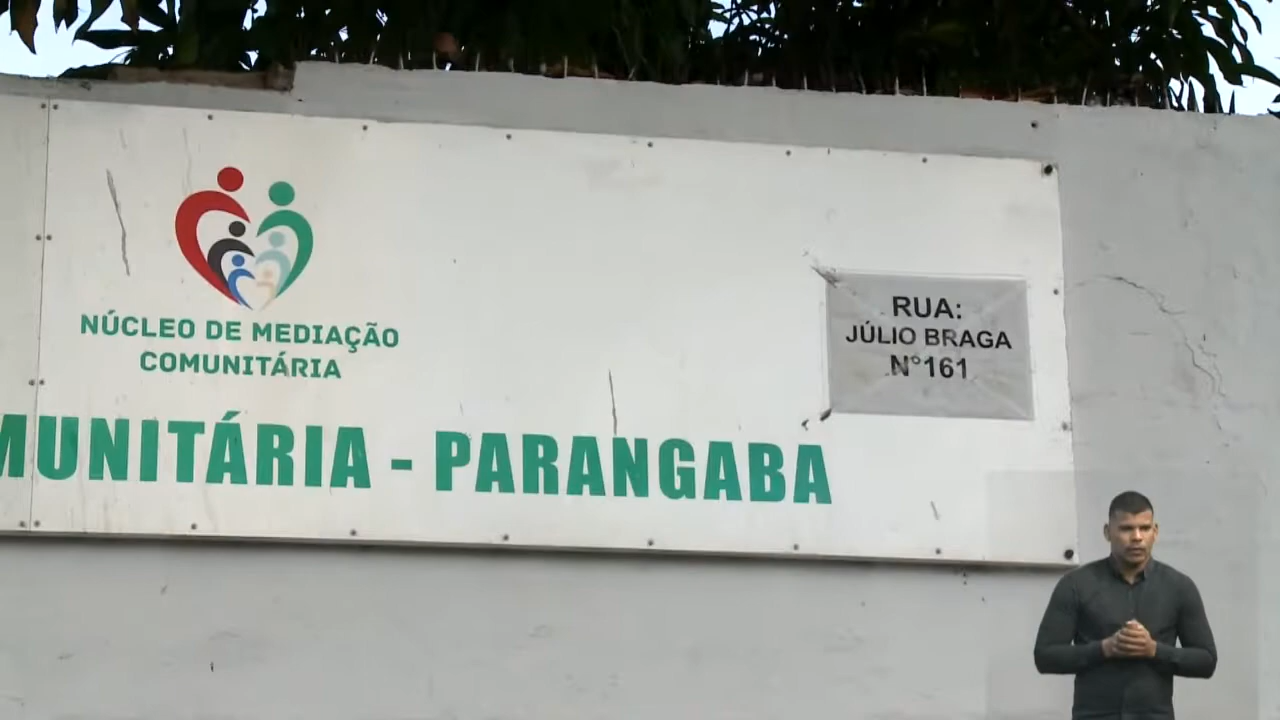 NÚCLEO DE MEDIAÇÃO
COMUNITÁRIA
RUA:
JÚLIO BRAGA
N°161
MUNITÁRIA - PARANGABA